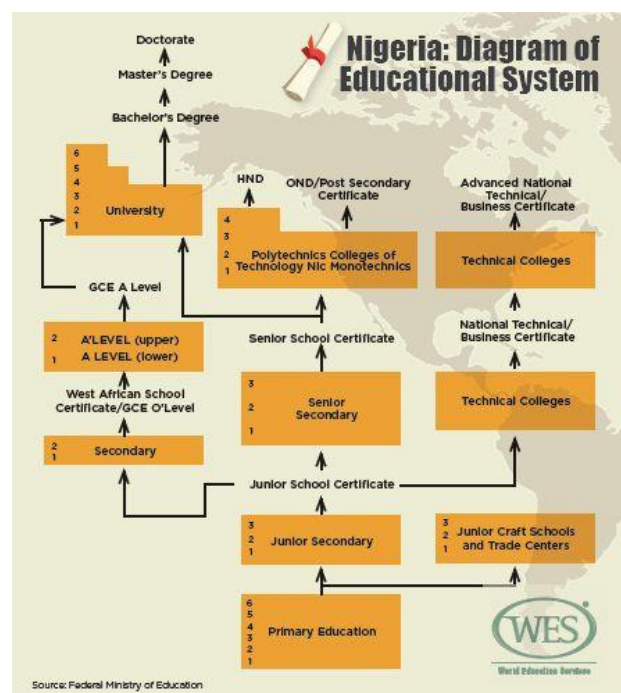 Nigeria: Diagram of
Educational System
Doctorate
Master's Degree
Bachelor's Degree
6
5
4
3
2
1
University
HND
OND/Post Secondary
Certificate
4
3
2
1
Polytechnics Colleges of
Technology Nic Monotechnics
Advanced National
Technical/
Business Certificate
Technical Colleges
GCE A Level
2
1
A'LEVEL (upper)
A LEVEL (lower)
West African School
Certificate/GCE O'Level
2
1
Secondary
Senior School Certificate
3
2
1
Senior
Secondary
National Technical/
Business Certificate
Technical Colleges
Junior School Certificate
3
2
1
Junior Secondary
3
2
1
Junior Craft Schools
and Trade Centers
6
5
4
3
2
1
Primary Education
WES
World Education Services
Source: Federal Ministry of Education